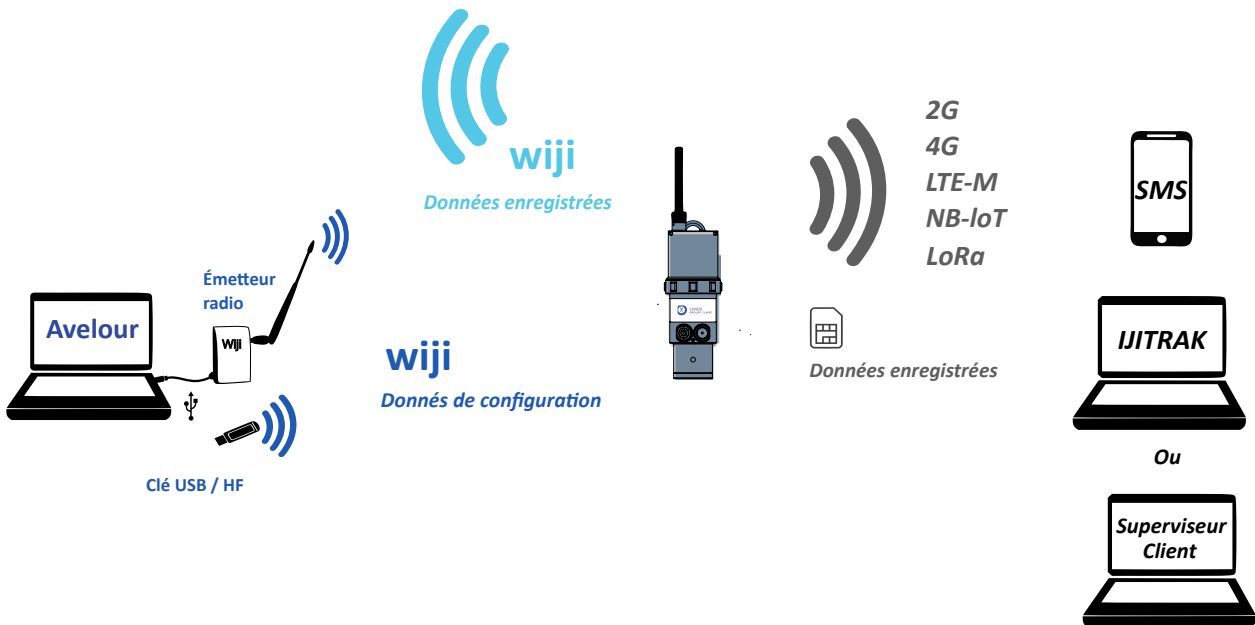 wiji
Données enregistrées
2G
4G
LTE-M
NB-IoT
LoRa
SMS
Émetteur
radio
Avelour
Wiji
wiji
Donnés de configuration
Clé USB / HF
Données enregistrées
IJITRAK
Ou
Superviseur
Client